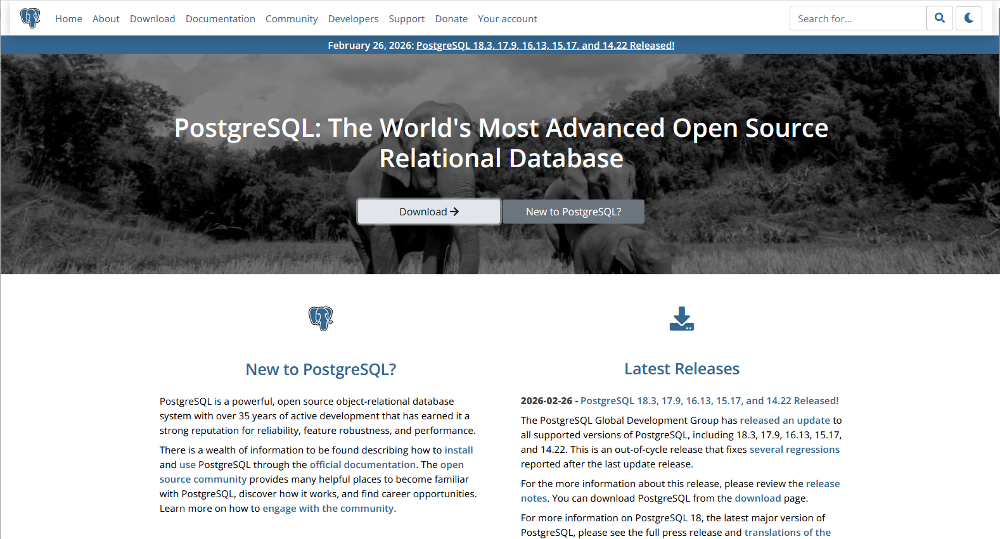 Home About Download Documentation Community Developers Support Donate Your account Search for...
February 26, 2026: PostgreSQL 18.3, 17.9, 16.13, 15.17, and 14.22 Released!
PostgreSQL: The World's Most Advanced Open Source
Relational Database
Download New to PostgreSQL?
New to PostgreSQL?
PostgreSQL is a powerful, open source object-relational database
system with over 35 years of active development that has earned it a
strong reputation for reliability, feature robustness, and performance.
There is a wealth of information to be found describing how to install
and use PostgreSQL through the official documentation. The open
source community provides many helpful places to become familiar
with PostgreSQL, discover how it works, and find career opportunities.
Learn more on how to engage with the community.
Latest Releases
2026-02-26 - PostgreSQL 18.3, 17.9, 16.13, 15.17, and 14.22 Released!
The PostgreSQL Global Development Group has released an update to
all supported versions of PostgreSQL, including 18.3, 17.9, 16.13, 15.17,
and 14.22. This is an out-of-cycle release that fixes several regressions
reported after the last update release.
For the more information about this release, please review the release
notes. You can download PostgreSQL from the download page.
For more information on PostgreSQL 18, the latest major version of
PostgreSQL, please see the full press release and translations of the